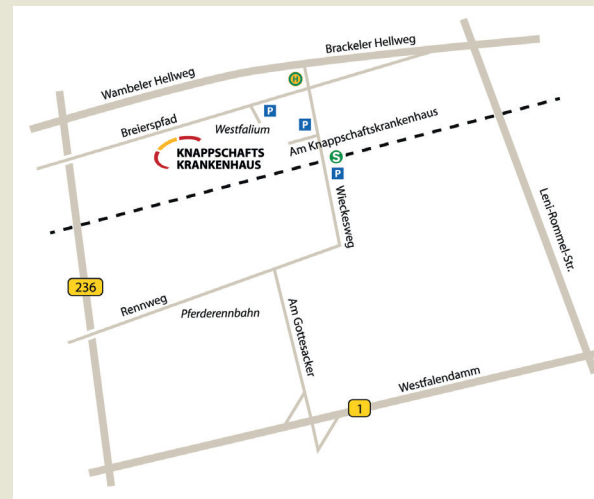 Brackeler Hellweg
Wambeler Hellweg
H
P
Breierspfad
Westfalium
P
Am Knappschaftskrankenhaus
KNAPPSCHAFTS
KRANKENHAUS
S
P
Wieckesweg
Leni-Rommel-Str.
236
Rennweg
Pferderennbahn
Am Gottesacker
Westfalendamm
1